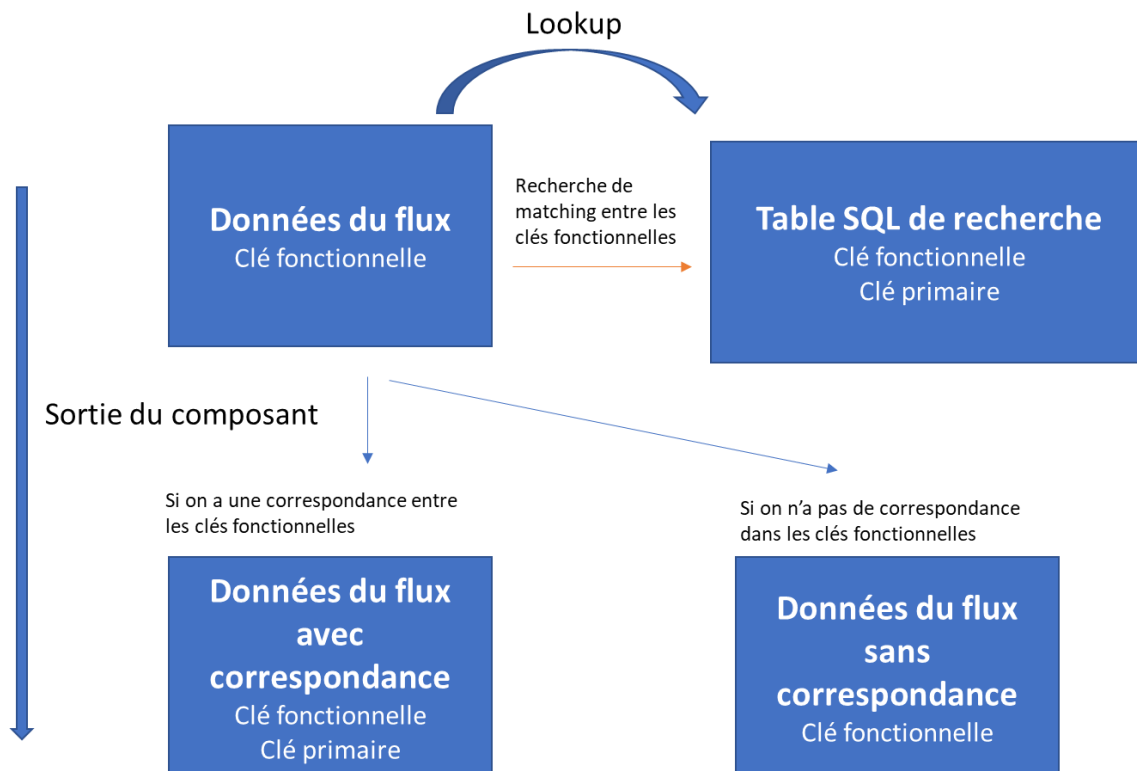 Lookup
Données du flux
Clé fonctionnelle
Recherche de
matching entre les
clés fonctionnelles
Table SQL de recherche
Clé fonctionnelle
Clé primaire
Sortie du composant
Si on a une correspondance entre
les clés fonctionnelles
Si on n’a pas de correspondance
dans les clés fonctionnelles
Données du flux
avec
correspondance
Clé fonctionnelle
Clé primaire
Données du flux
sans
correspondance
Clé fonctionnelle